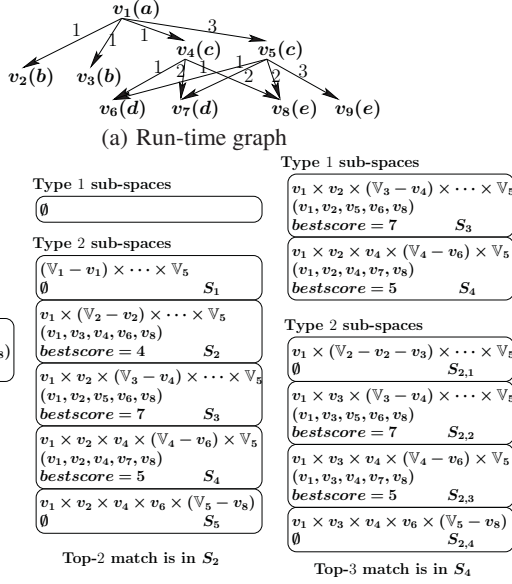 v₁(a)
1 1 1 3
v₄(c) v₅(c)
v₂(b) v₃(b)
1 2 1 1 2 2 3
v₆(d) v₇(d) v₈(e) v₉(e)
(a) Run-time graph
Type 1 sub-spaces
∅
Type 2 sub-spaces
(𝕍₁ − v₁) × ⋯ × 𝕍₅
∅ S₁
v₁ × (𝕍₂ − v₂) × ⋯ × 𝕍₅
(v₁, v₃, v₄, v₆, v₈)
bestscore = 4 S₂
v₁ × v₂ × (𝕍₃ − v₄) × ⋯ × 𝕍₅
(v₁, v₂, v₅, v₆, v₈)
bestscore = 7 S₃
v₁ × v₂ × v₄ × (𝕍₄ − v₆) × 𝕍₅
(v₁, v₂, v₄, v₇, v₈)
bestscore = 5 S₄
v₁ × v₂ × v₄ × v₆ × (𝕍₅ − v₈)
∅ S₅
Top-2 match is in S₂
Type 1 sub-spaces
v₁ × v₂ × (𝕍₃ − v₄) × ⋯ × 𝕍₅
(v₁, v₂, v₅, v₆, v₈)
bestscore = 7 S₃
v₁ × v₂ × v₄ × (𝕍₄ − v₆) × 𝕍₅
(v₁, v₂, v₄, v₇, v₈)
bestscore = 5 S₄
Type 2 sub-spaces
v₁ × (𝕍₂ − v₂ − v₃) × ⋯ × 𝕍₅
∅ S₂,₁
v₁ × v₃ × (𝕍₃ − v₄) × ⋯ × 𝕍₅
(v₁, v₃, v₅, v₆, v₈)
bestscore = 7 S₂,₂
v₁ × v₃ × v₄ × (𝕍₄ − v₆) × 𝕍₅
(v₁, v₃, v₄, v₇, v₈)
bestscore = 5 S₂,₃
v₁ × v₃ × v₄ × v₆ × (𝕍₅ − v₈)
∅ S₂,₄
Top-3 match is in S₄